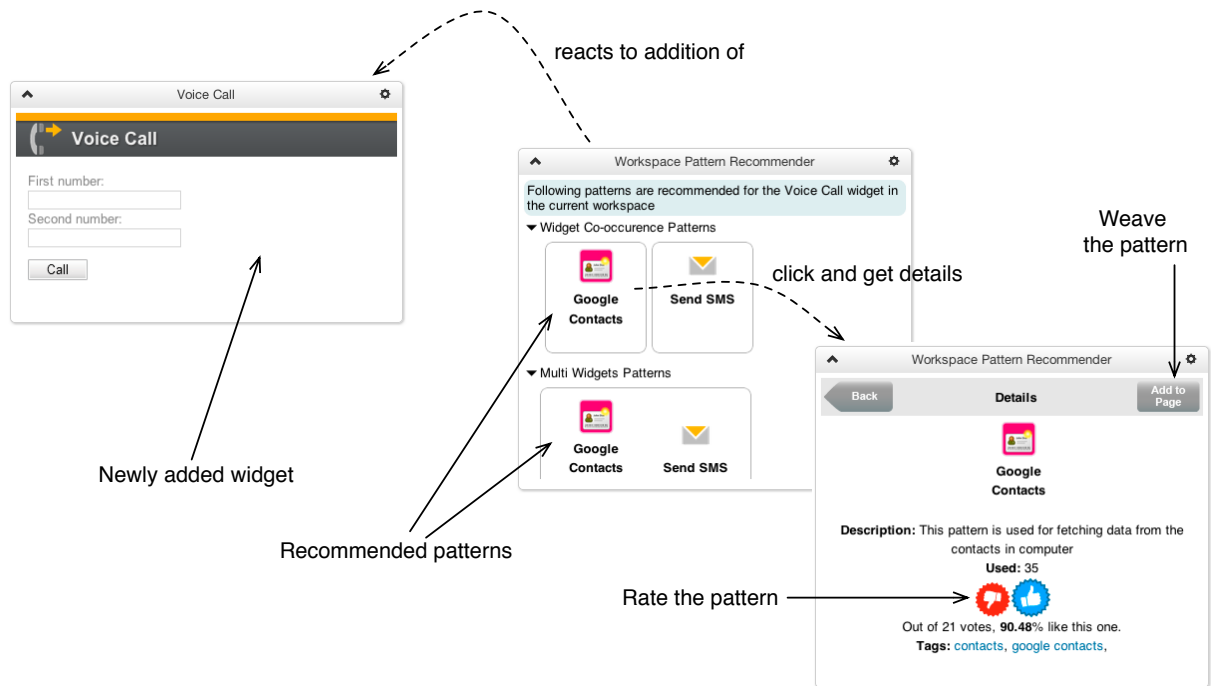 reacts to addition of
Voice Call
Voice Call
First number:
Second number:
Call
Newly added widget
Workspace Pattern Recommender
Following patterns are recommended for the Voice Call widget in
the current workspace
Widget Co-occurence Patterns
Google
Contacts
Send SMS
Multi Widgets Patterns
Google
Contacts
Send SMS
Recommended patterns
click and get details
Weave
the pattern
Workspace Pattern Recommender
Back
Details
Add to
Page
Google
Contacts
Description: This pattern is used for fetching data from the
contacts in computer
Used: 35
Rate the pattern
Out of 21 votes, 90.48% like this one.
Tags: contacts, google contacts,